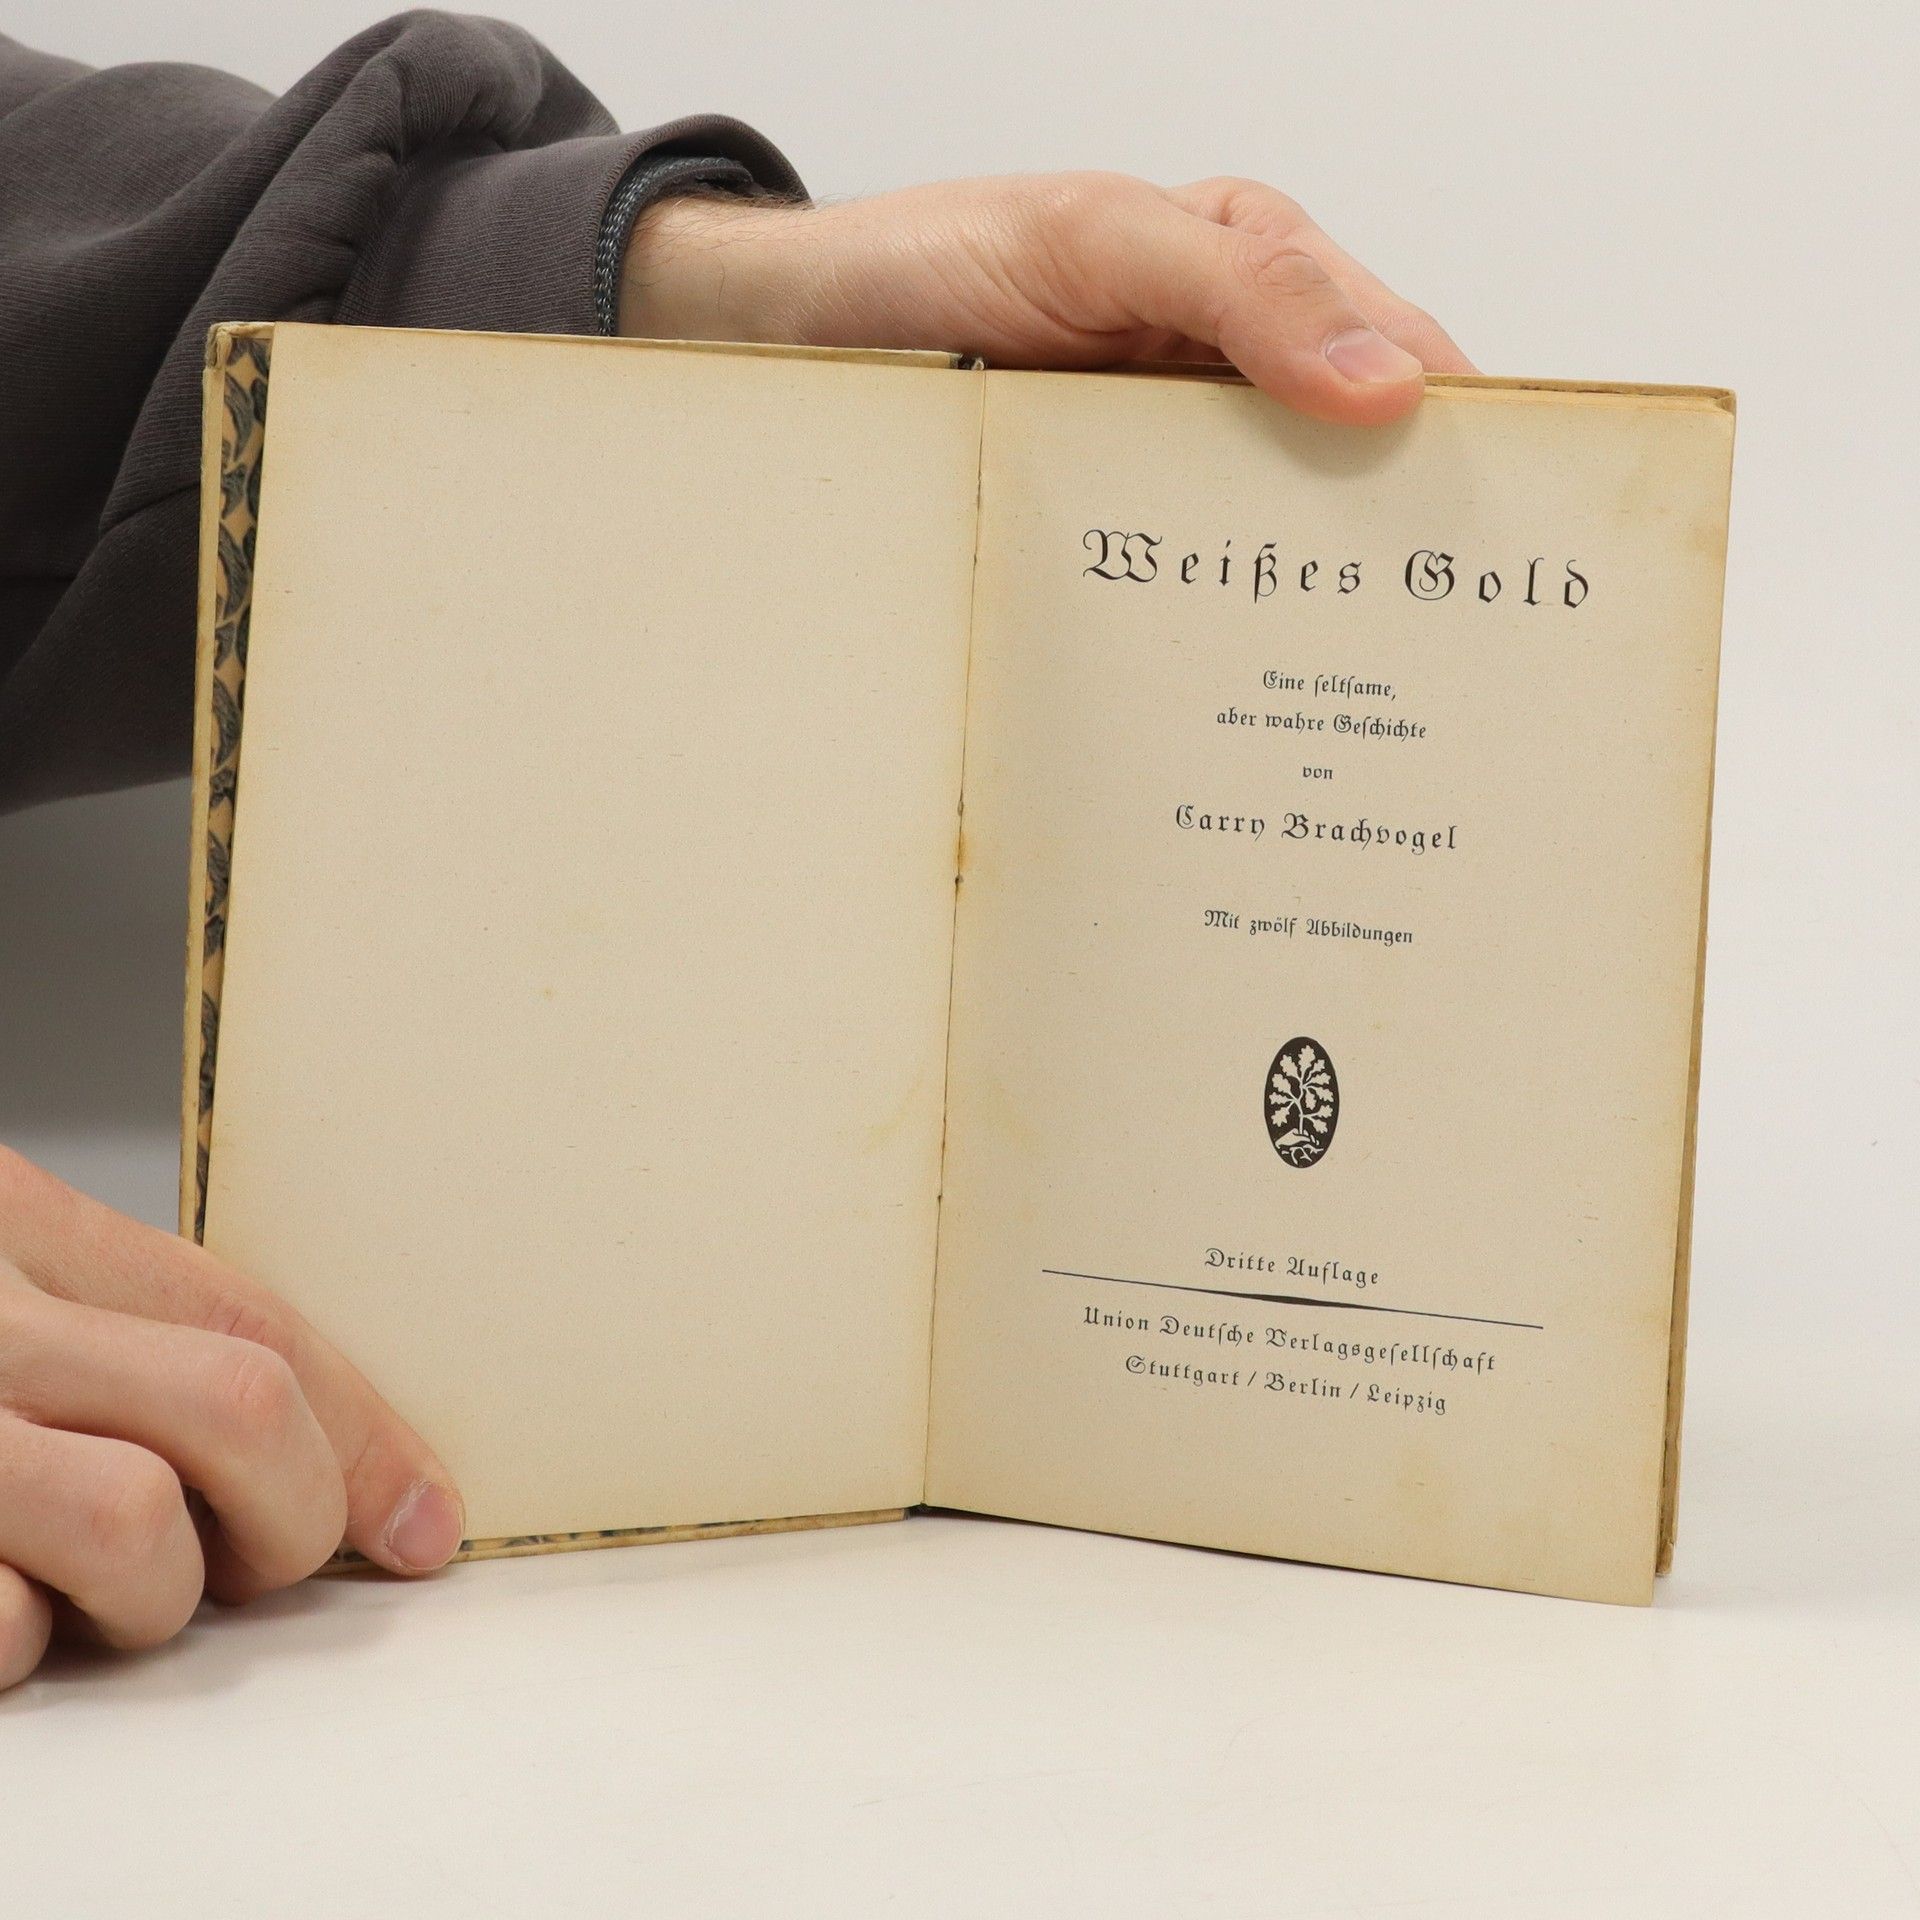 Weißes Gold
Eine seltsame,
aber wahre Geschichte
von
Carry Brachvogel
Mit zwölf Abbildungen
Dritte Auflage
Union Deutsche Verlagsgesellschaft
Stuttgart / Berlin / Leipzig